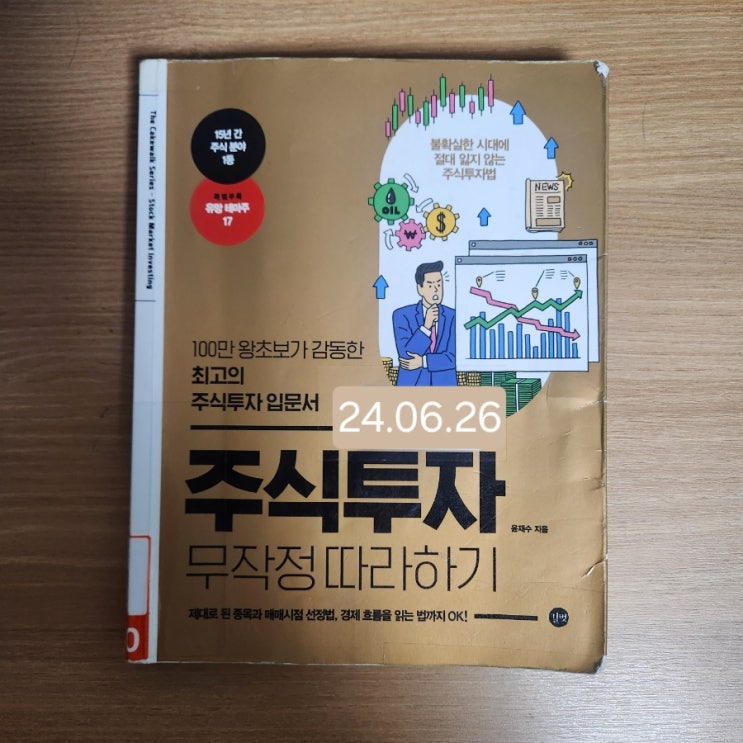 The Cakewalk Series - Stock Market Investing
15년 간
주식 분야
1등
특별부록
유망 테마주
17
불확실한 시대에
절대 잃지 않는
주식투자법
OIL
₩
$
NEWS
100만 왕초보가 감동한
최고의
주식투자 입문서
24.06.26
주식투자
윤재수 지음
무작정 따라하기
제대로 된 종목과 매매시점 선정법, 경제 흐름을 읽는 법까지 OK!
길벗